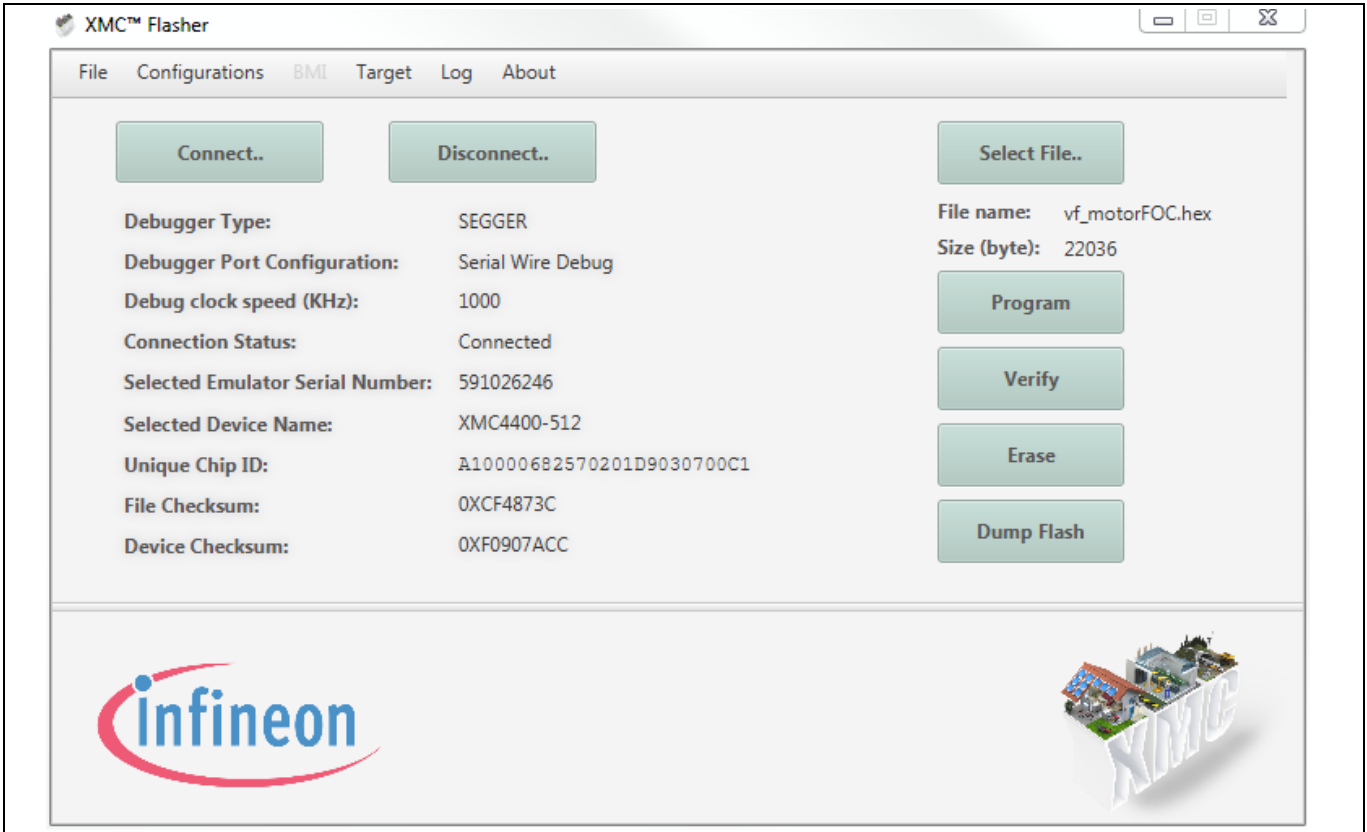 XMC™ Flasher
File Configurations BMI Target Log About
Connect.. Disconnect.. Select File..
Debugger Type: SEGGER
File name: vf_motorFOC.hex
Debugger Port Configuration: Serial Wire Debug
Size (byte): 22036
Debug clock speed (KHz): 1000
Program
Connection Status: Connected
Selected Emulator Serial Number: 591026246
Verify
Selected Device Name: XMC4400-512
Unique Chip ID: A10000682570201D9030700C1
Erase
File Checksum: 0XCF4873C
Device Checksum: 0XF0907ACC
Dump Flash
infineon
XMC